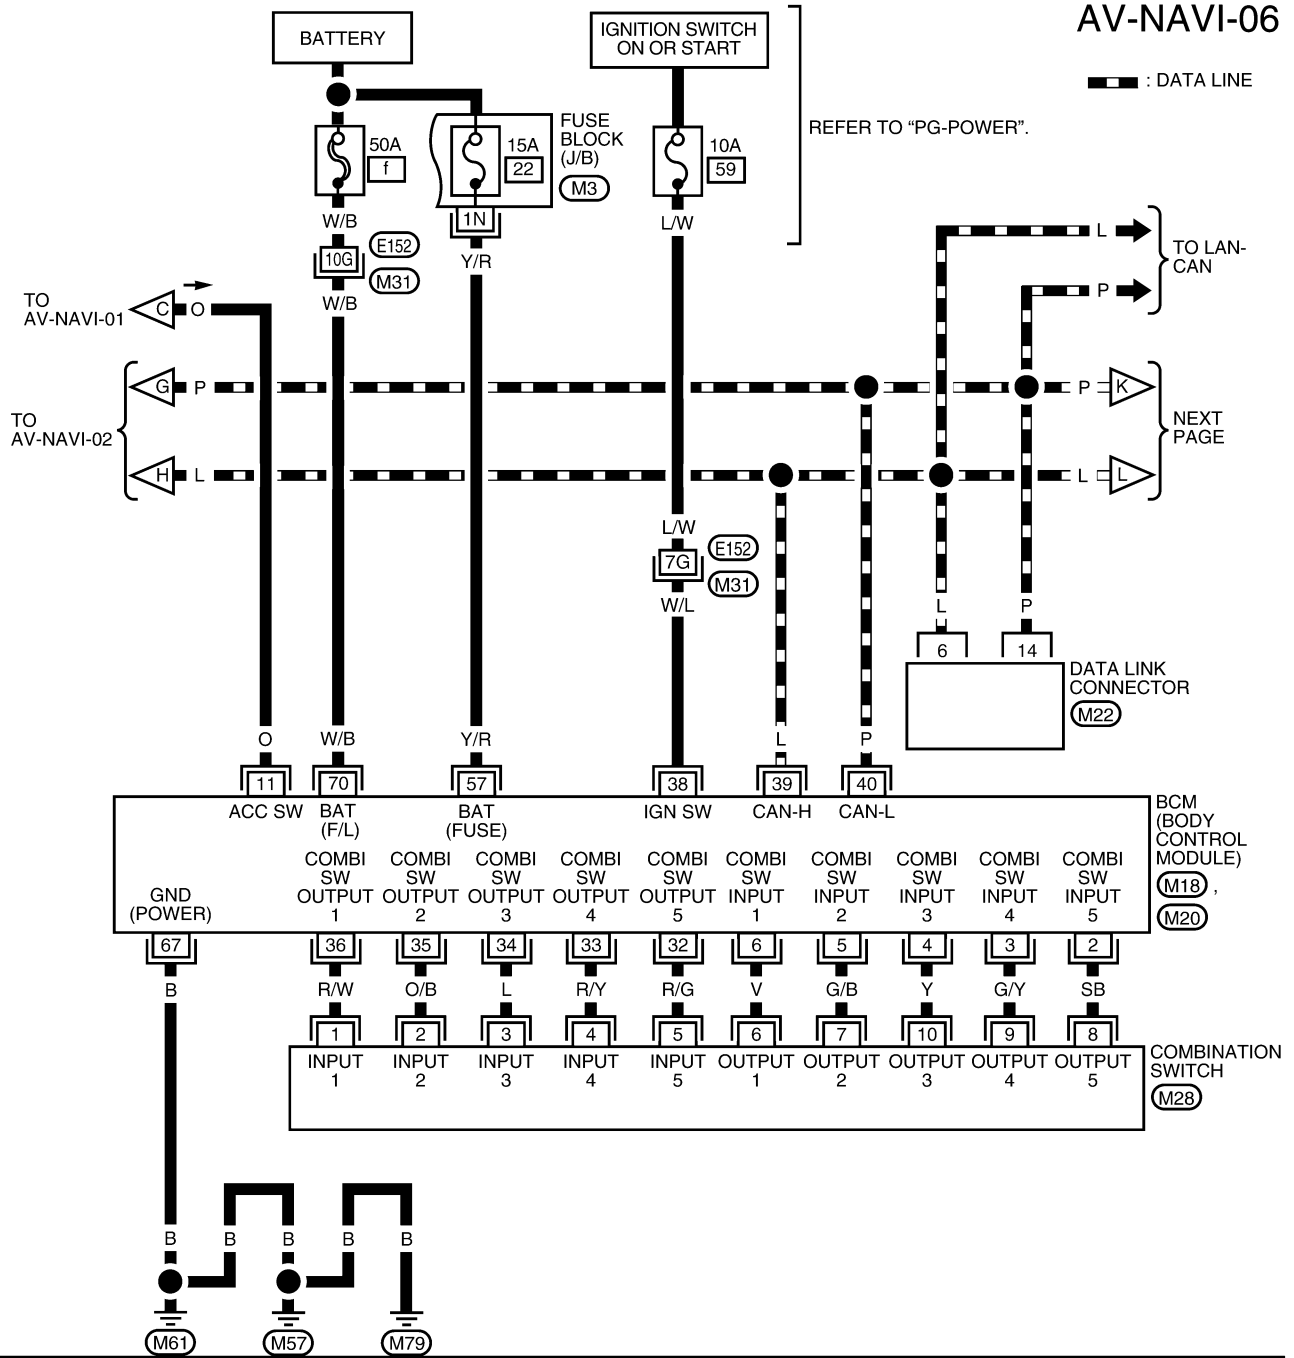 AV-NAVI-06
BATTERY
IGNITION SWITCH
ON OR START
: DATA LINE
REFER TO “PG-POWER”.
50A
f
15A
22
FUSE
BLOCK
(J/B)
M3
10A
59
W/B
1N
L/W
10G
E152
M31
Y/R
W/B
L
P
TO LAN-
CAN
TO
AV-NAVI-01
C
O
TO
AV-NAVI-02
G
P
P
K
H
L
L
L
NEXT
PAGE
L/W
7G
E152
M31
W/L
L
P
6
14
DATA LINK
CONNECTOR
M22
O
W/B
Y/R
L
P
11
70
57
38
39
40
ACC SW
BAT
(F/L)
BAT
(FUSE)
IGN SW
CAN-H
CAN-L
BCM
(BODY
CONTROL
MODULE)
M18 ,
M20
GND
(POWER)
COMBI
SW
OUTPUT
1
COMBI
SW
OUTPUT
2
COMBI
SW
OUTPUT
3
COMBI
SW
OUTPUT
4
COMBI
SW
OUTPUT
5
COMBI
SW
INPUT
1
COMBI
SW
INPUT
2
COMBI
SW
INPUT
3
COMBI
SW
INPUT
4
COMBI
SW
INPUT
5
67
36
35
34
33
32
6
5
4
3
2
B
R/W
O/B
L
R/Y
R/G
V
G/B
Y
G/Y
SB
1
2
3
4
5
6
7
10
9
8
INPUT
1
INPUT
2
INPUT
3
INPUT
4
INPUT
5
OUTPUT
1
OUTPUT
2
OUTPUT
3
OUTPUT
4
OUTPUT
5
COMBINATION
SWITCH
M28
B
B
B
B
B
M61
M57
M79